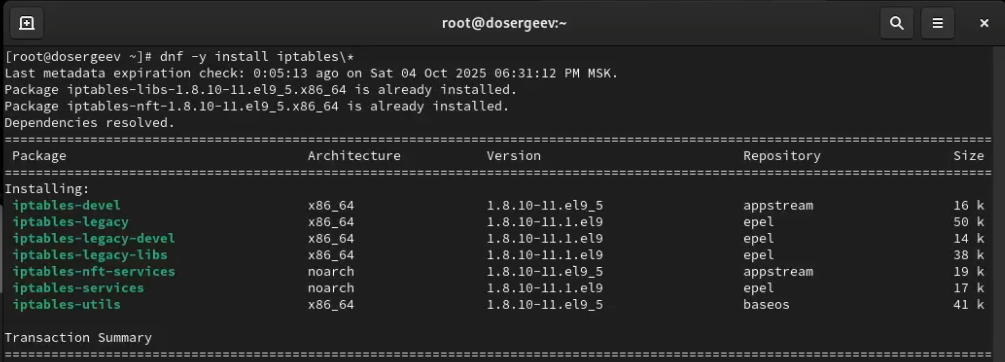 root@dosergeev:~
[root@dosergeev ~]# dnf -y install iptables\*
Last metadata expiration check: 0:05:13 ago on Sat 04 Oct 2025 06:31:12 PM MSK.
Package iptables-libs-1.8.10-11.el9_5.x86_64 is already installed.
Package iptables-nft-1.8.10-11.el9_5.x86_64 is already installed.
Dependencies resolved.
================================================================================
Package Architecture Version Repository Size
================================================================================
Installing:
iptables-devel x86_64 1.8.10-11.el9_5 appstream 16 k
iptables-legacy x86_64 1.8.10-11.1.el9 epel 50 k
iptables-legacy-devel x86_64 1.8.10-11.1.el9 epel 14 k
iptables-legacy-libs x86_64 1.8.10-11.1.el9 epel 38 k
iptables-nft-services noarch 1.8.10-11.el9_5 appstream 19 k
iptables-services noarch 1.8.10-11.1.el9 epel 17 k
iptables-utils x86_64 1.8.10-11.el9_5 baseos 41 k
Transaction Summary
================================================================================